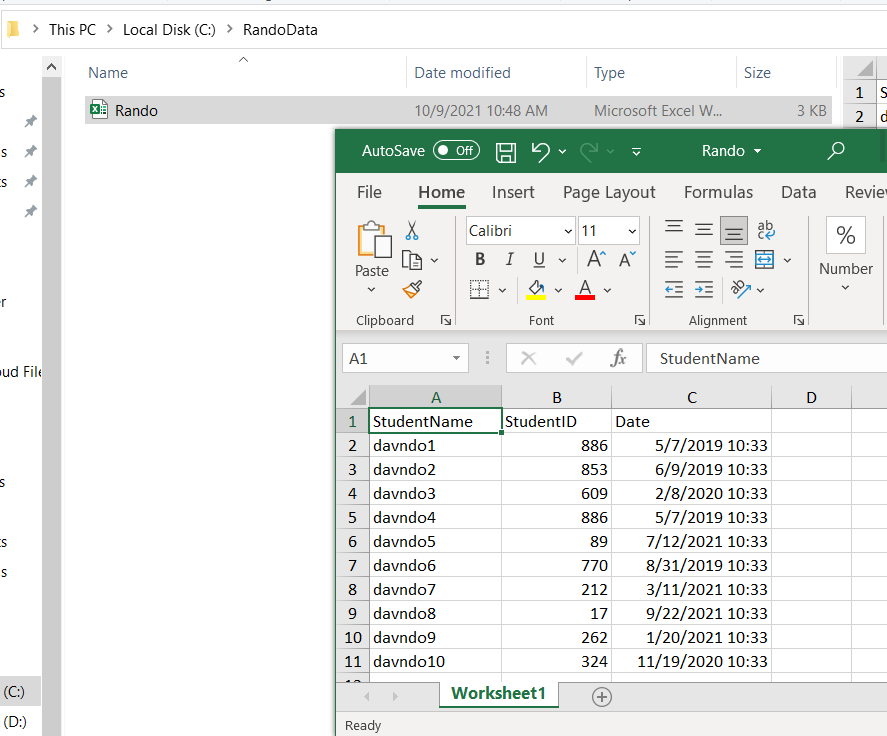 This PC > Local Disk (C:) > RandoData
Name Date modified Type Size
Rando 10/9/2021 10:48 AM Microsoft Excel W... 3 KB
1 S
2 d
AutoSave Off Rando
File Home Insert Page Layout Formulas Data Review
Calibri 11 ab
B I U A A %
Paste Number
A
Clipboard Font Alignment
A1 fx StudentName
A B C D
1 StudentName StudentID Date
2 davndo1 886 5/7/2019 10:33
3 davndo2 853 6/9/2019 10:33
4 davndo3 609 2/8/2020 10:33
5 davndo4 886 5/7/2019 10:33
6 davndo5 89 7/12/2021 10:33
7 davndo6 770 8/31/2019 10:33
8 davndo7 212 3/11/2021 10:33
9 davndo8 17 9/22/2021 10:33
10 davndo9 262 1/20/2021 10:33
11 davndo10 324 11/19/2020 10:33
Worksheet1
Ready
oud File
(C:)
(D:)